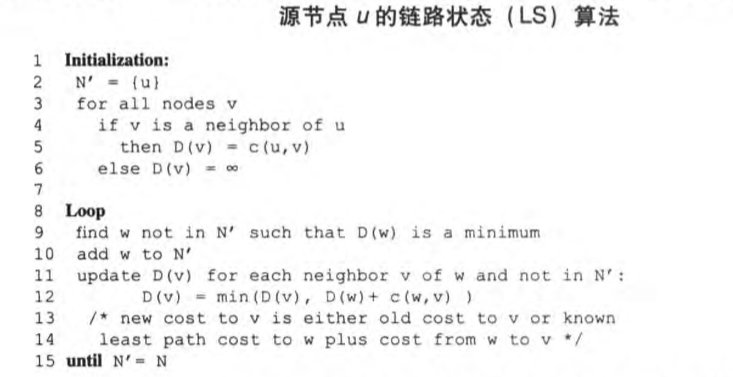 源节点 u 的链路状态（LS）算法
1 Initialization:
2 N′ = {u}
3 for all nodes v
4 if v is a neighbor of u
5 then D(v) = c(u,v)
6 else D(v) = ∞
7
8 Loop
9 find w not in N′ such that D(w) is a minimum
10 add w to N′
11 update D(v) for each neighbor v of w and not in N′:
12 D(v) = min(D(v), D(w)+ c(w,v) )
13 /* new cost to v is either old cost to v or known
14 least path cost to w plus cost from w to v */
15 until N′= N